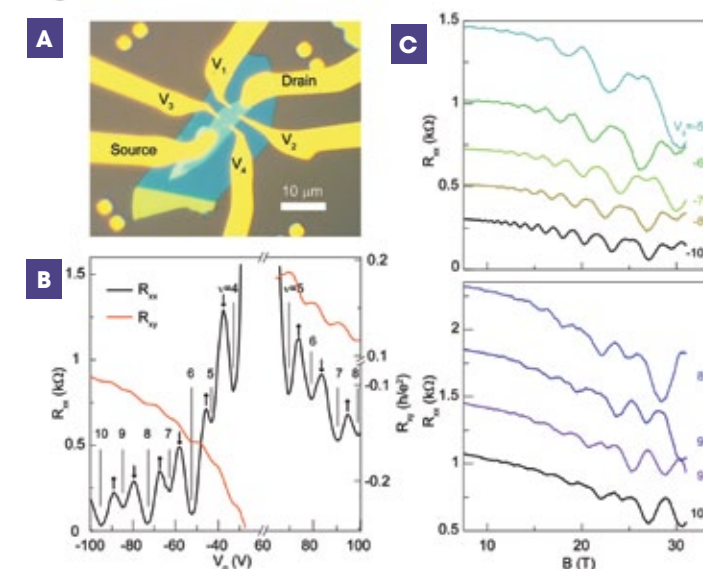 A
V1
Drain
V3
V2
Source
V4
10 μm
B
Rxx
Rxy
ν=4
ν=5
10
9
8
7
6
5
6
7
8
1.5
1
0.5
0
Rxx (kΩ)
0.2
0.1
-0.1
-0.2
Rxy (h/e²)
-100
-80
-60
-40
60
80
100
Vg (V)
C
1.5
1
0.5
0
Rxx (kΩ)
-6
-7
-8
-10
2
1.5
1
0.5
Rxx (kΩ)
8
9
9
10
10
20
30
B (T)